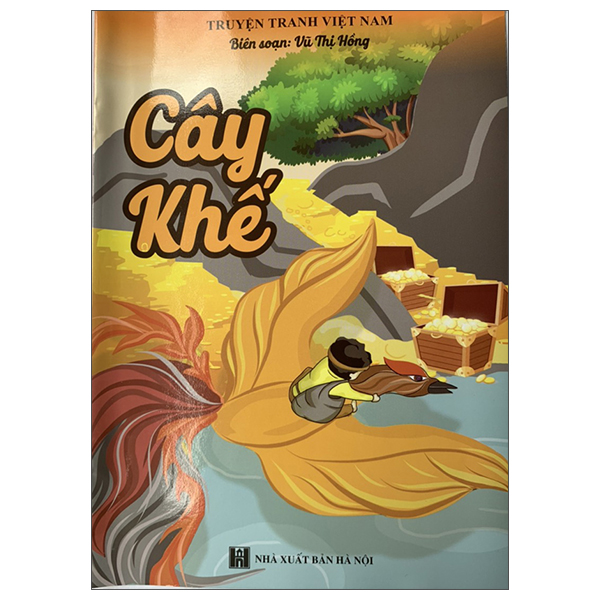 TRUYỆN TRANH VIỆT NAM
Biên soạn: Vũ Thị Hồng
Cây
Khế
NHÀ XUẤT BẢN HÀ NỘI